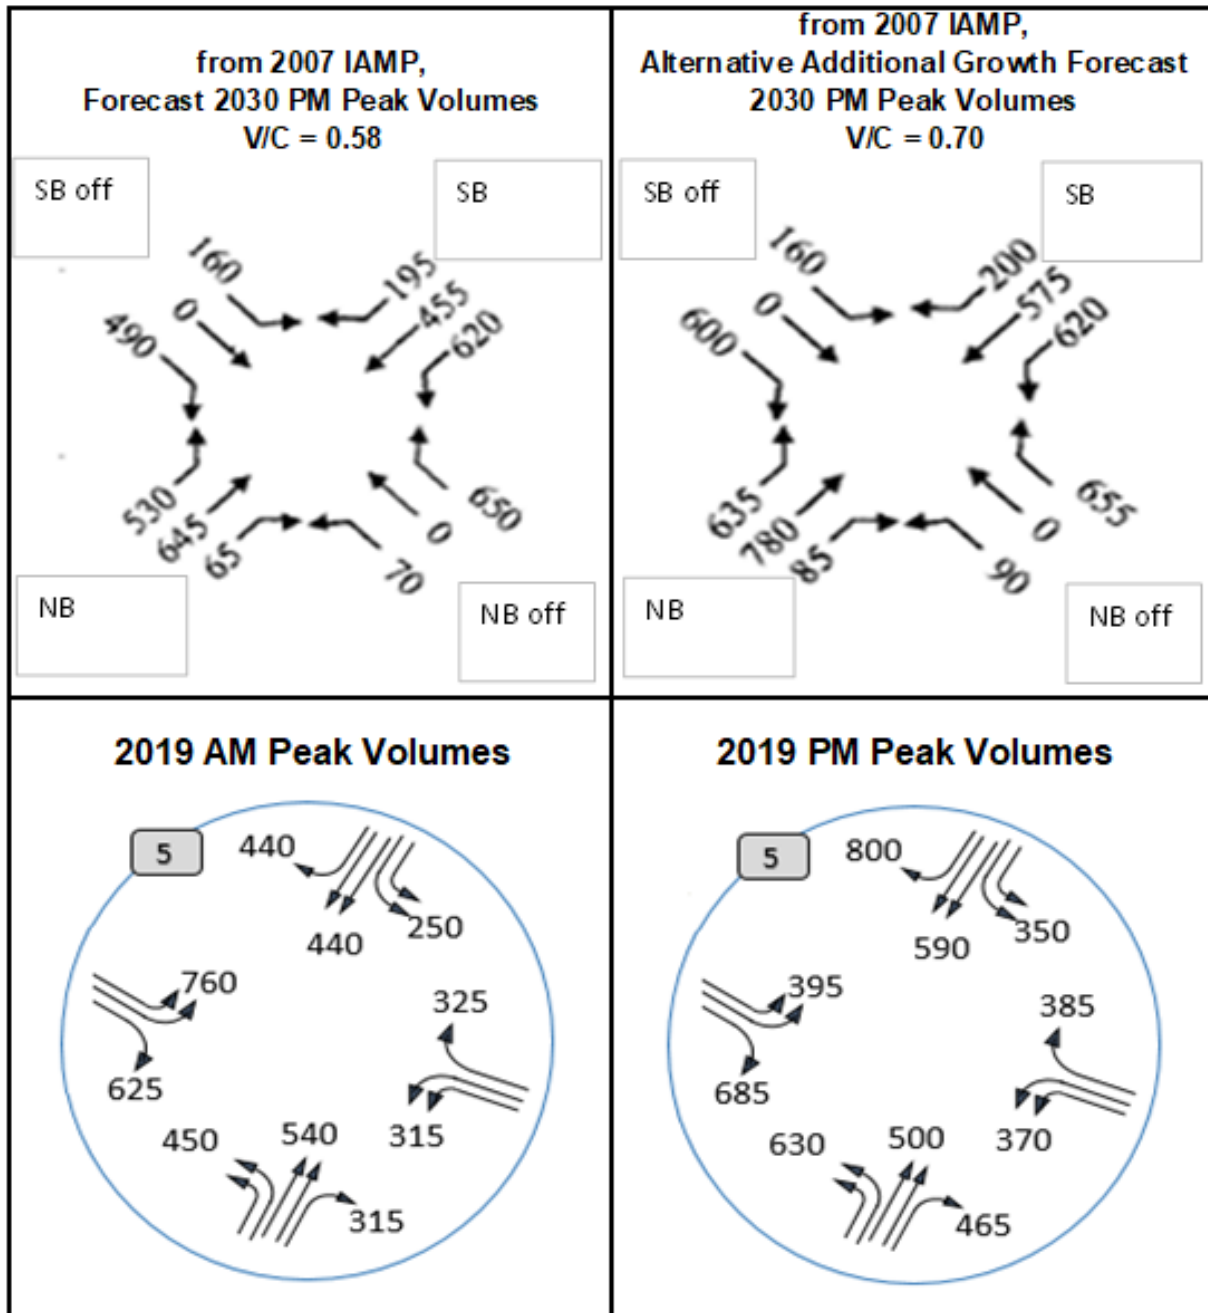 from 2007 IAMP,
Forecast 2030 PM Peak Volumes
V/C = 0.58
SB off
SB
160
0
490
195
455
620
530
645
65
650
0
70
NB
NB off
from 2007 IAMP,
Alternative Additional Growth Forecast
2030 PM Peak Volumes
V/C = 0.70
SB off
SB
160
0
600
200
575
620
635
780
85
655
0
90
NB
NB off
2019 AM Peak Volumes
5
440
440
250
760
625
325
315
450
540
315
2019 PM Peak Volumes
5
800
590
350
395
685
385
370
630
500
465